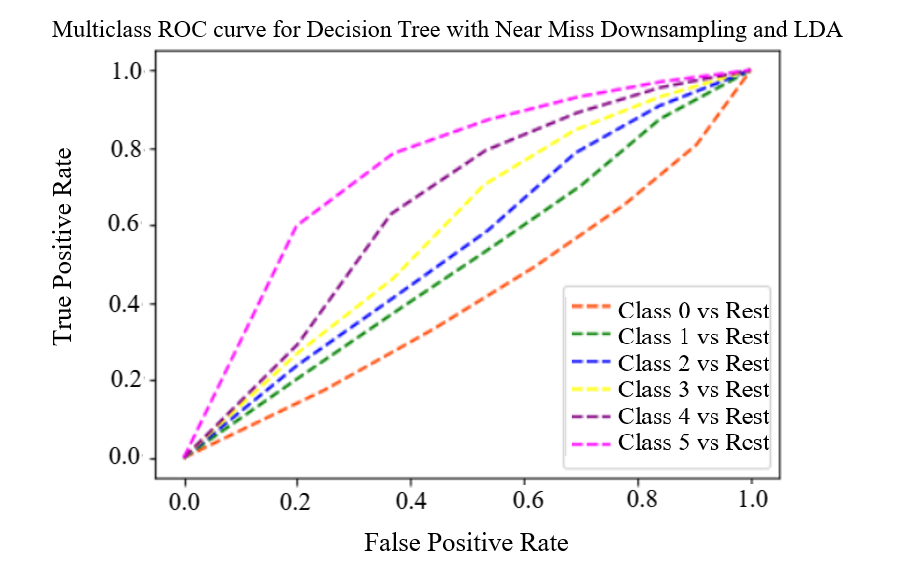 Multiclass ROC curve for Decision Tree with Near Miss Downsampling and LDA
True Positive Rate
1.0
0.8
0.6
0.4
0.2
0.0
Class 0 vs Rest
Class 1 vs Rest
Class 2 vs Rest
Class 3 vs Rest
Class 4 vs Rest
Class 5 vs Rest
0.0 0.2 0.4 0.6 0.8 1.0
False Positive Rate